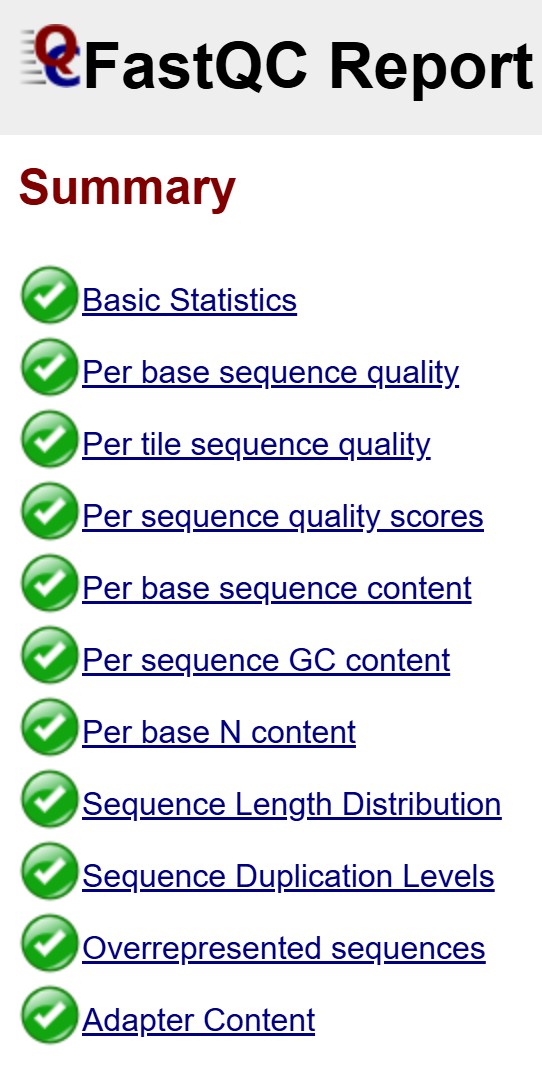 FastQC Report
Summary
Basic Statistics
Per base sequence quality
Per tile sequence quality
Per sequence quality scores
Per base sequence content
Per sequence GC content
Per base N content
Sequence Length Distribution
Sequence Duplication Levels
Overrepresented sequences
Adapter Content